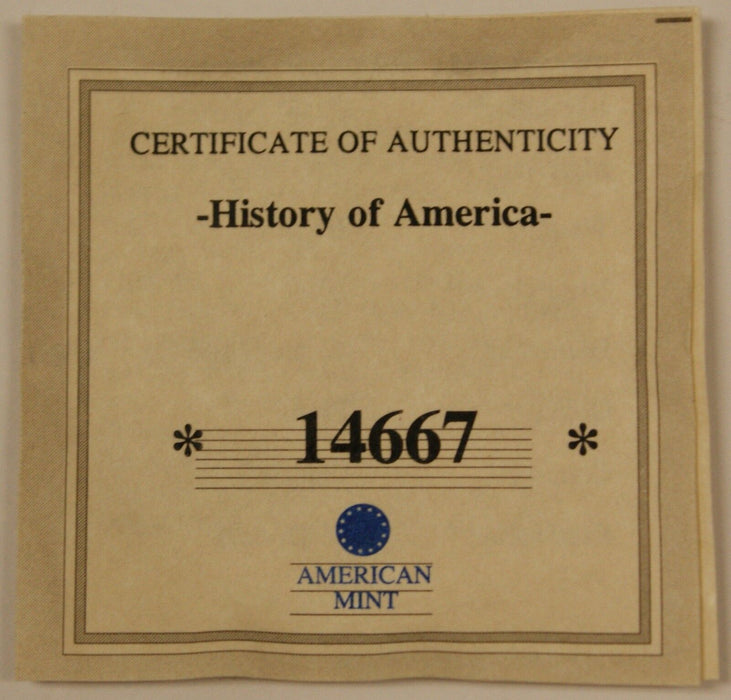 CERTIFICATE OF AUTHENTICITY
-History of America-
* 14667 *
AMERICAN
MINT